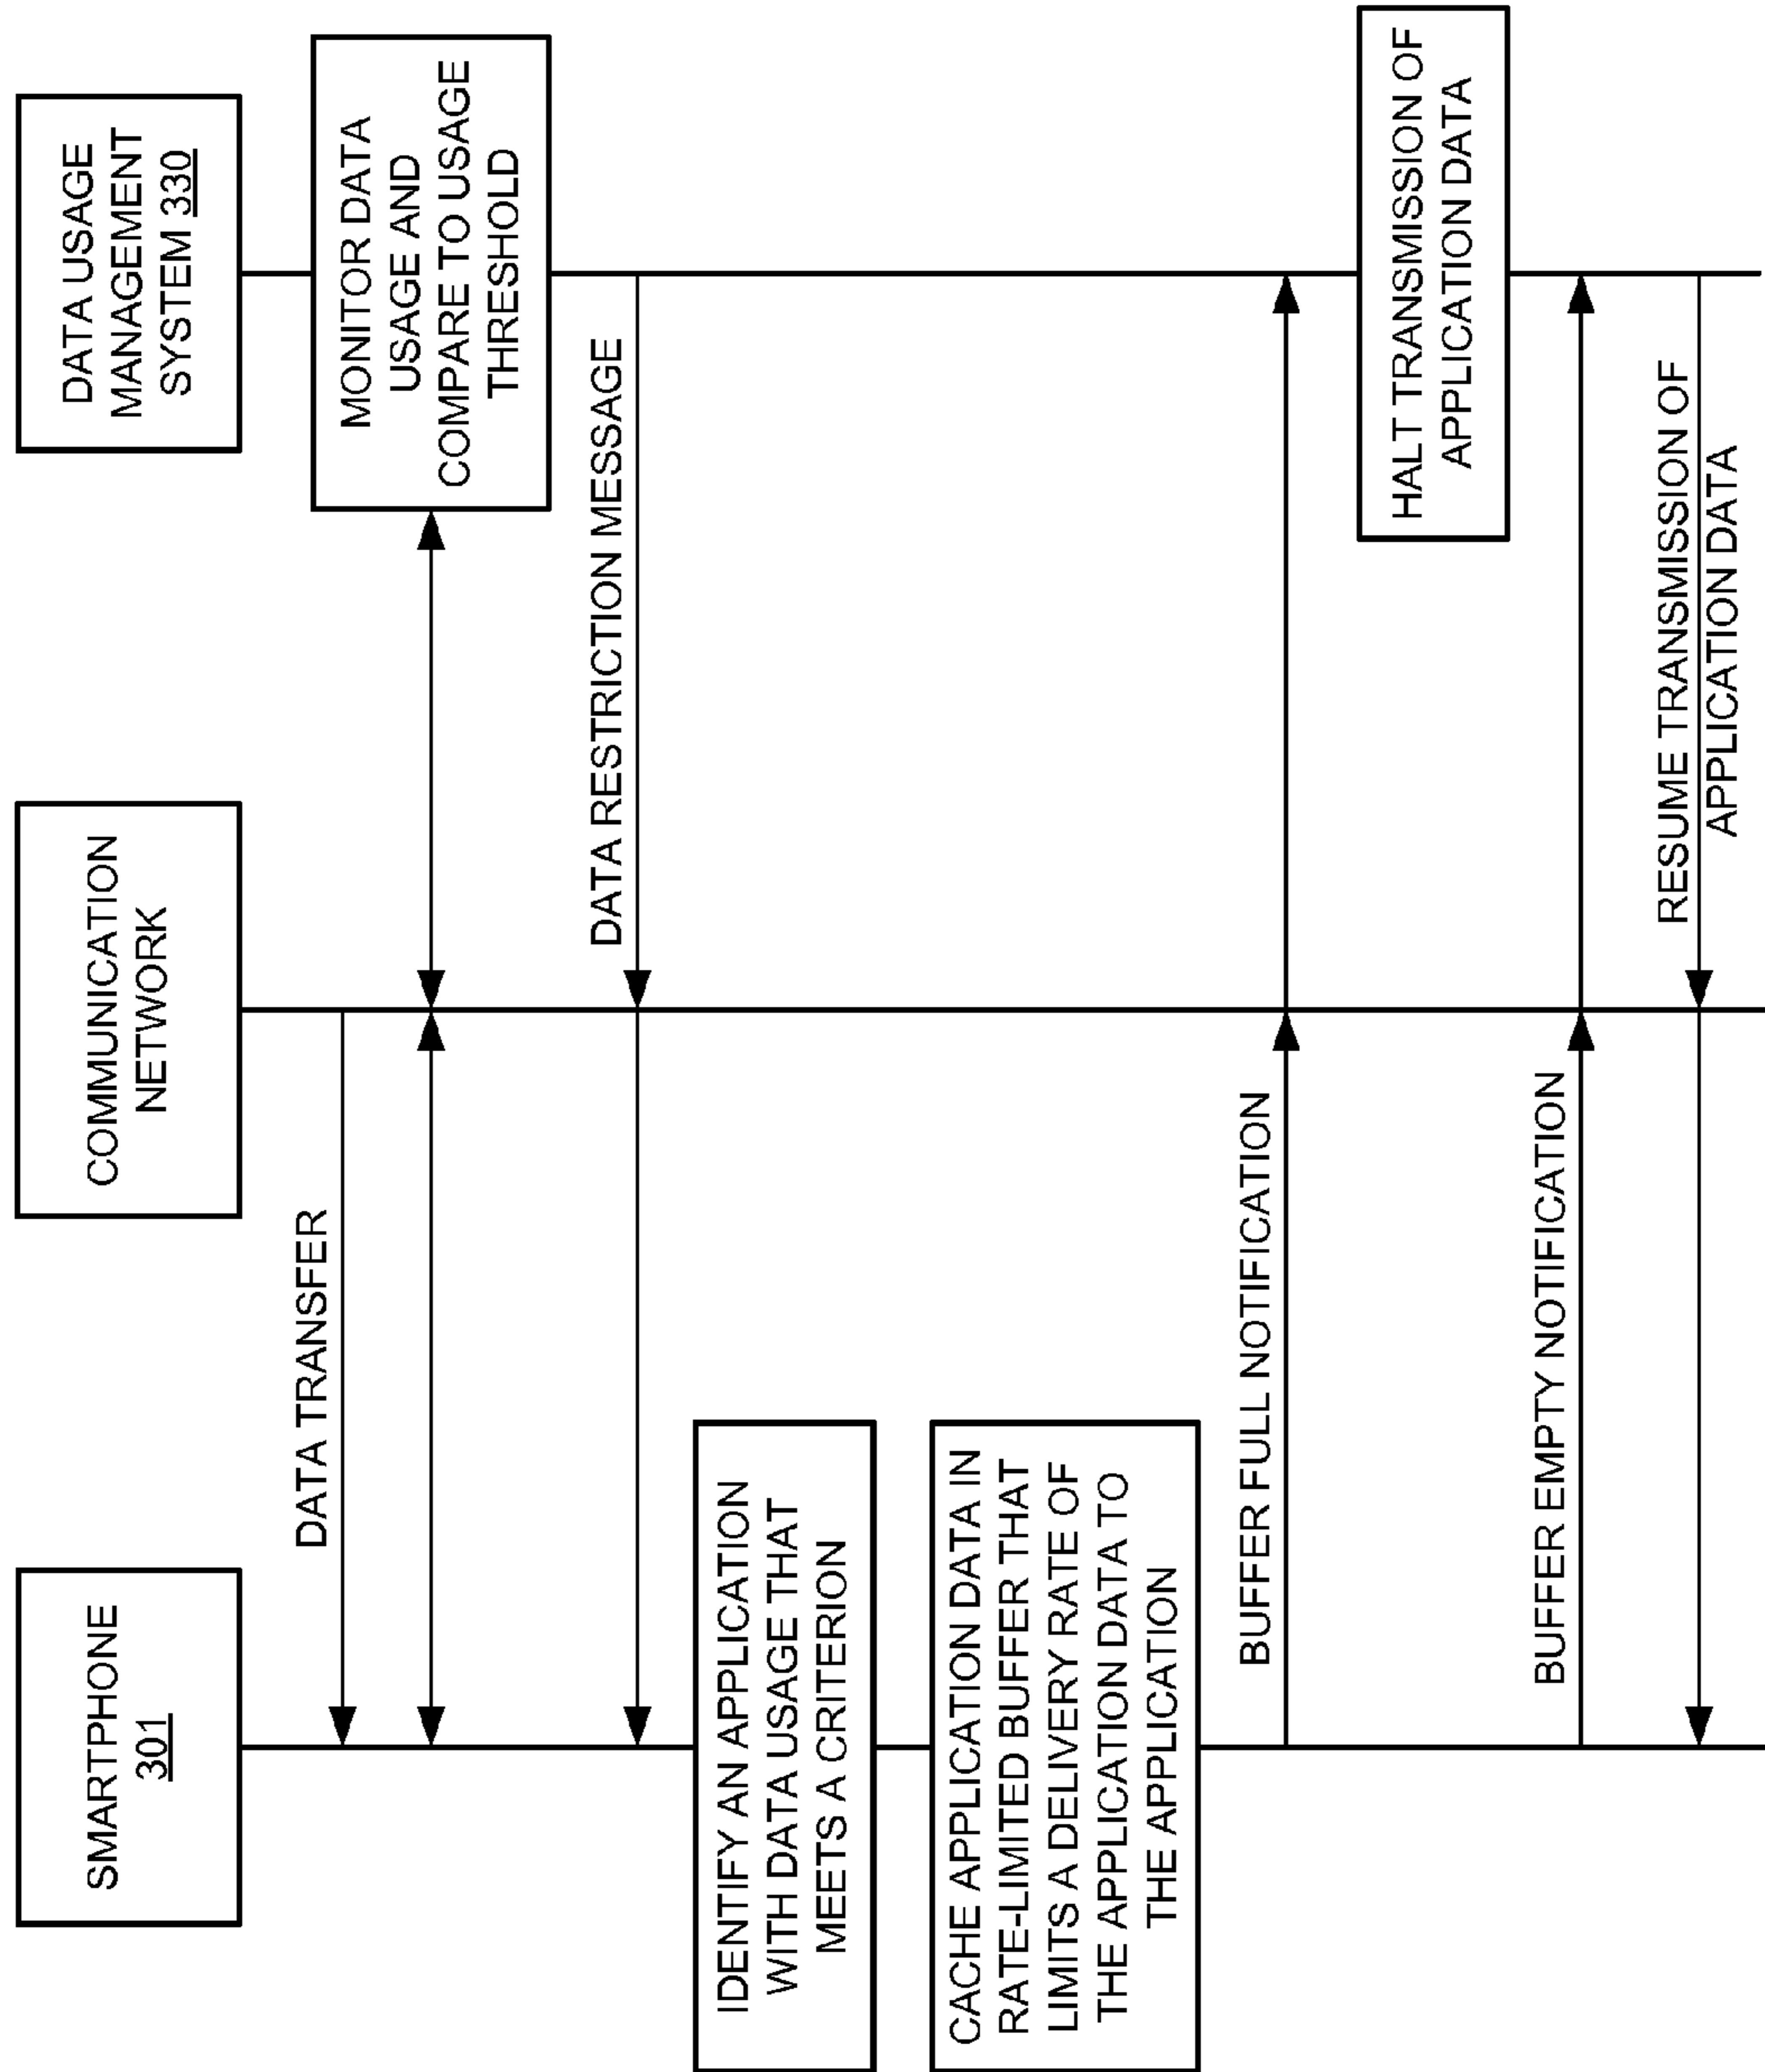 SMARTPHONE
301
COMMUNICATION
NETWORK
DATA USAGE
MANAGEMENT
SYSTEM 330
DATA TRANSFER
MONITOR DATA
USAGE AND
COMPARE TO USAGE
THRESHOLD
DATA RESTRICTION MESSAGE
IDENTIFY AN APPLICATION
WITH DATA USAGE THAT
MEETS A CRITERION
CACHE APPLICATION DATA IN
RATE-LIMITED BUFFER THAT
LIMITS A DELIVERY RATE OF
THE APPLICATION DATA TO
THE APPLICATION
BUFFER FULL NOTIFICATION
HALT TRANSMISSION OF
APPLICATION DATA
BUFFER EMPTY NOTIFICATION
RESUME TRANSMISSION OF
APPLICATION DATA